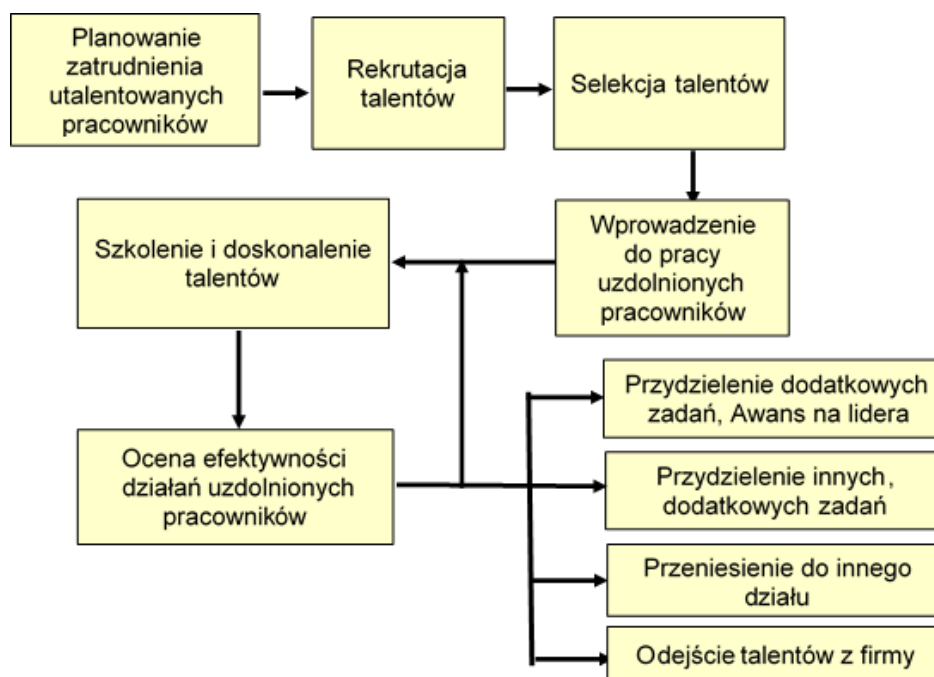 Planowanie
zatrudnienia
utalentowanych
pracowników
Rekrutacja
talentów
Selekcja talentów
Wprowadzenie
do pracy
uzdolnionych
pracowników
Szkolenie i doskonalenie
talentów
Ocena efektywności
działań uzdolnionych
pracowników
Przydzielenie dodatkowych
zadań, Awans na lidera
Przydzielenie innych,
dodatkowych zadań
Przeniesienie do innego
działu
Odejście talentów z firmy